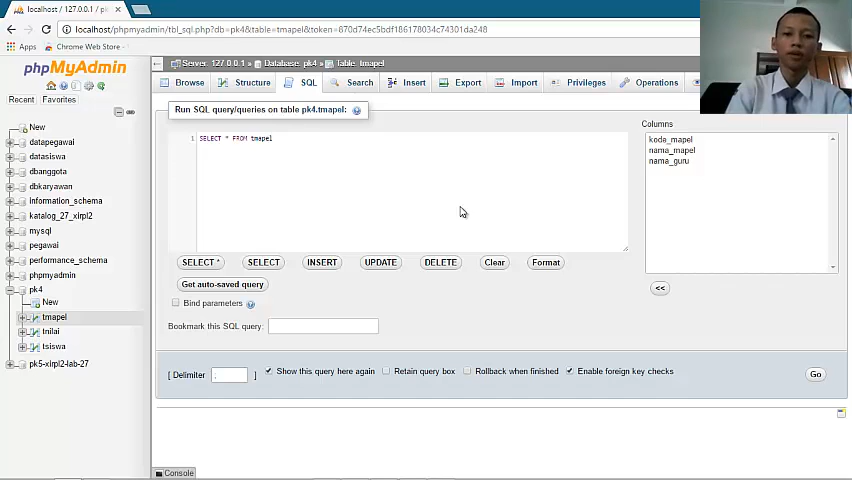 localhost / 127.0.0.1 / pk
localhost/phpmyadmin/tbl_sql.php?db=pk4&table=tmapel&token=870d74ec5bdf186178034c74301da248
Apps
Chrome Web Store -
phpMyAdmin
Recent
Favorites
New
datapegawai
datasiswa
dbanggota
dbkaryawan
information_schema
katalog_27_xirpl2
mysql
pegawai
performance_schema
phpmyadmin
pk4
New
tmapel
tnilai
tsiswa
pk5-xirpl2-lab-27
Server: 127.0.0.1 » Database: pk4 » Table: tmapel
Browse
Structure
SQL
Search
Insert
Export
Import
Privileges
Operations
Run SQL query/queries on table pk4.tmapel:
1 SELECT * FROM tmapel
Columns
kode_mapel
nama_mapel
nama_guru
SELECT *
SELECT
INSERT
UPDATE
DELETE
Clear
Format
<<
Get auto-saved query
Bind parameters
Bookmark this SQL query:
[ Delimiter ; ]
Show this query here again
Retain query box
Rollback when finished
Enable foreign key checks
Go
Console